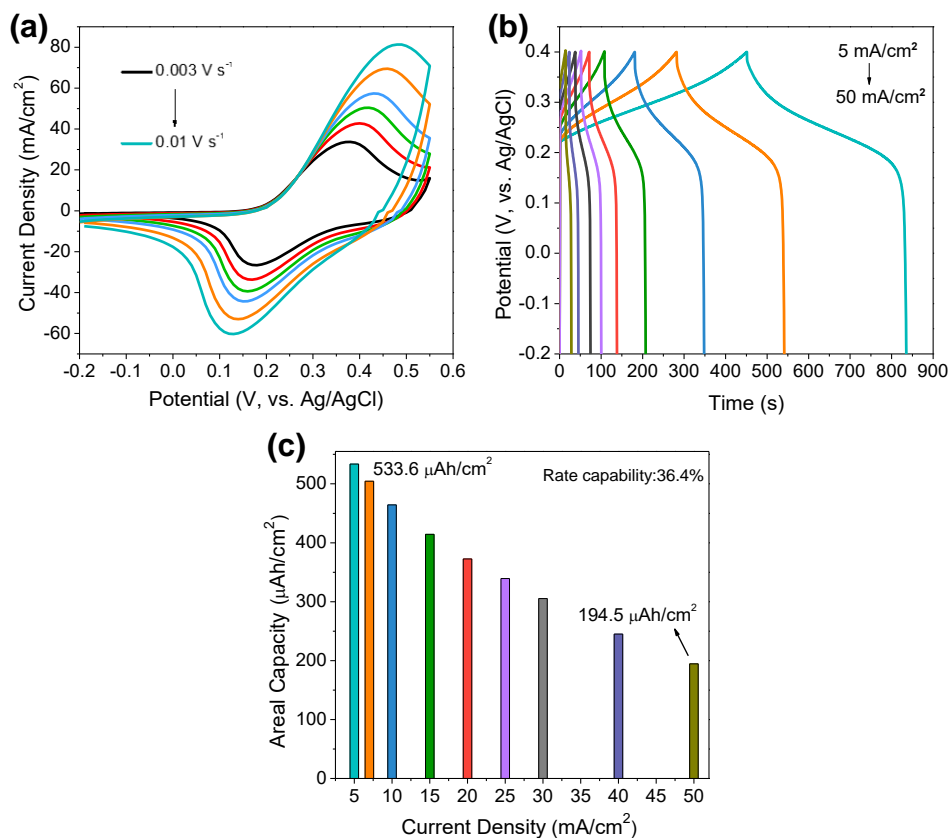 (a)
80
60
40
20
0
-20
-40
-60
Current Density (mA/cm²)
0.003 V s⁻¹
0.01 V s⁻¹
-0.2 -0.1 0.0 0.1 0.2 0.3 0.4 0.5 0.6
Potential (V, vs. Ag/AgCl)
(b)
0.4
0.3
0.2
0.1
0.0
-0.1
-0.2
Potential (V, vs. Ag/AgCl)
5 mA/cm²
50 mA/cm²
0 100 200 300 400 500 600 700 800 900
Time (s)
(c)
500
400
300
200
100
0
Areal Capacity (μAh/cm²)
533.6 μAh/cm²
Rate capability:36.4%
194.5 μAh/cm²
5 10 15 20 25 30 35 40 45 50
Current Density (mA/cm²)